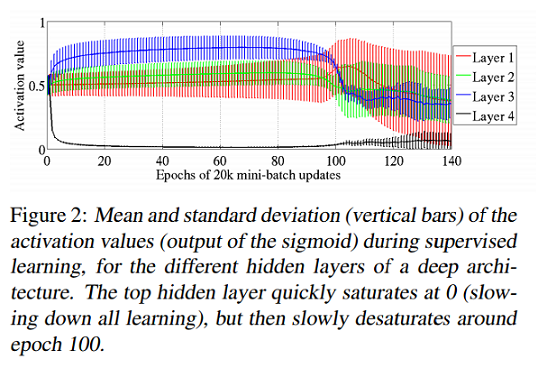 1
Layer 1
Layer 2
0.5
Layer 3
Layer 4
Activation value
0
0 20 40 60 80 100 120 140
Epochs of 20k mini-batch updates
Figure 2: Mean and standard deviation (vertical bars) of the
activation values (output of the sigmoid) during supervised
learning, for the different hidden layers of a deep archi-
tecture. The top hidden layer quickly saturates at 0 (slow-
ing down all learning), but then slowly desaturates around
epoch 100.